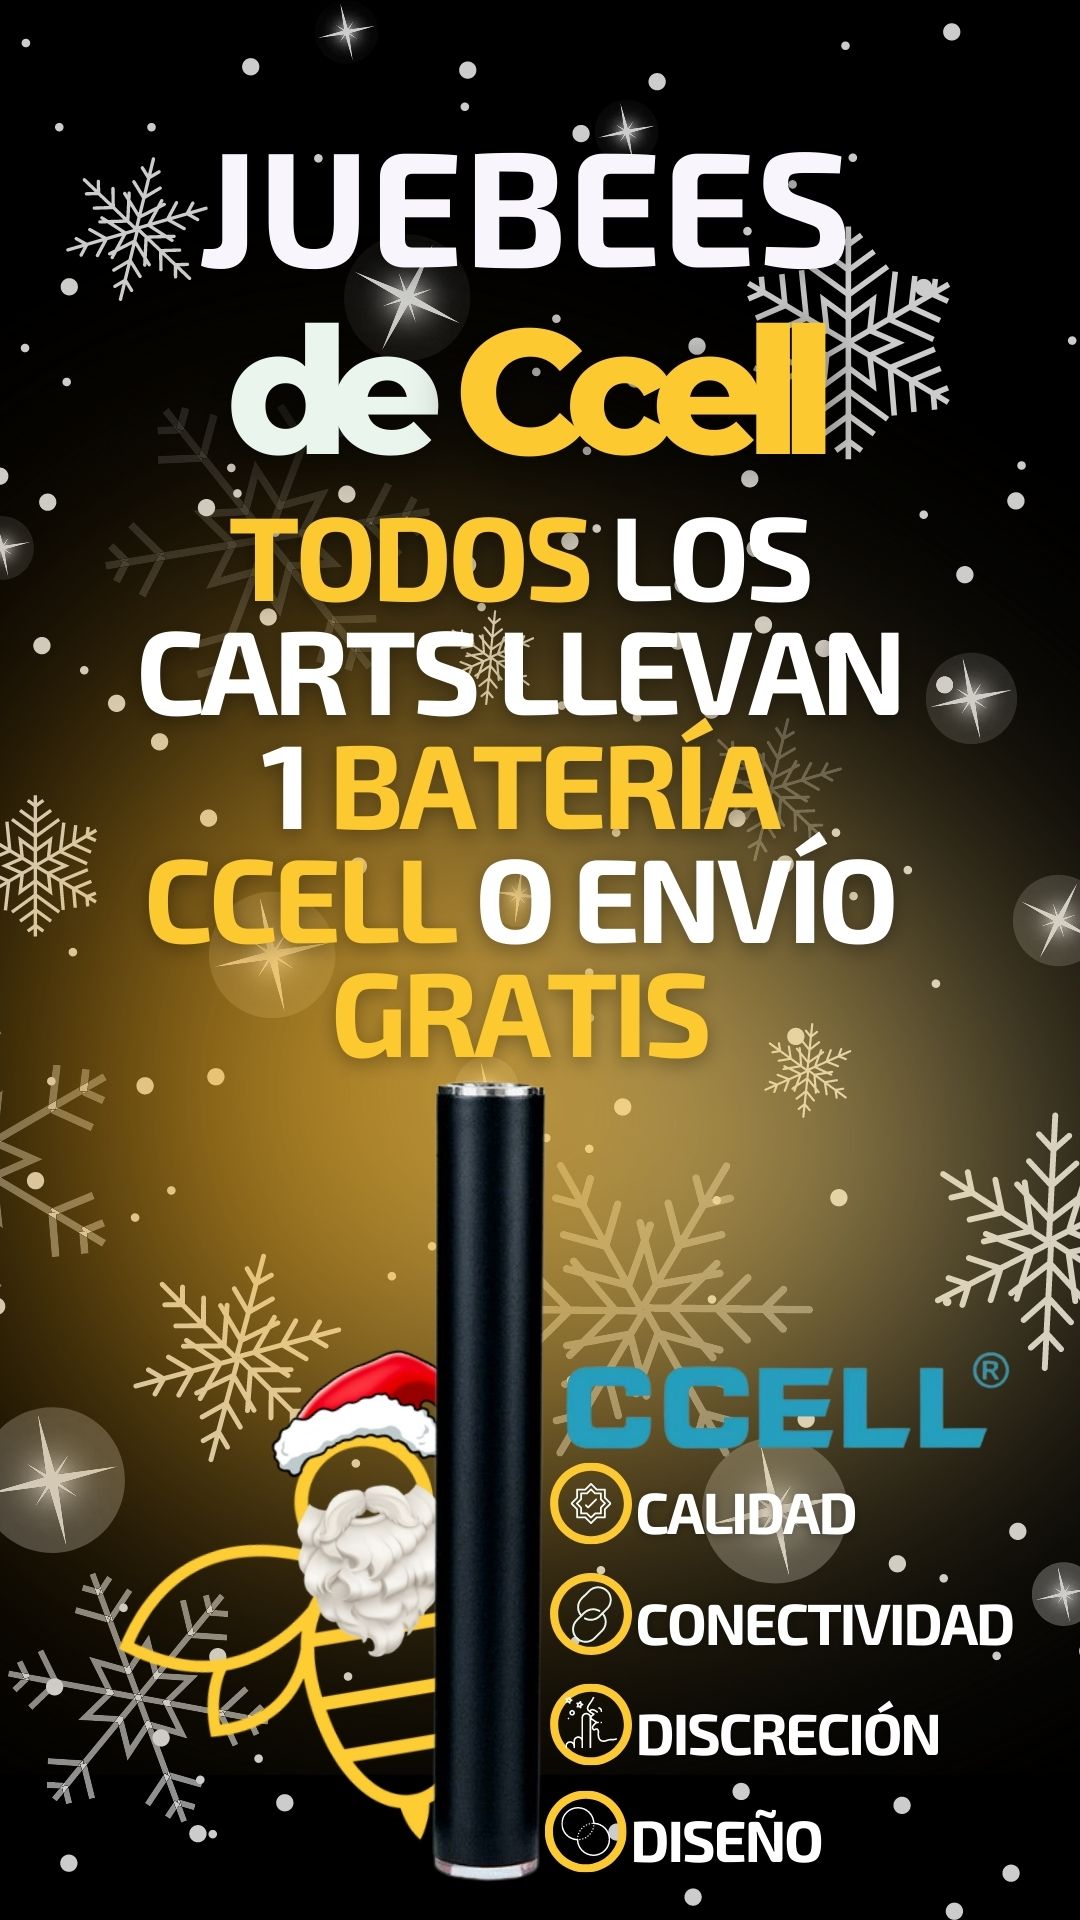 JUEBEES
de Ccell
TODOS LOS
CARTS LLEVAN
1 BATERÍA
CCELL O ENVÍO
GRATIS
CCELL®
CALIDAD
CONECTIVIDAD
DISCRECIÓN
DISEÑO